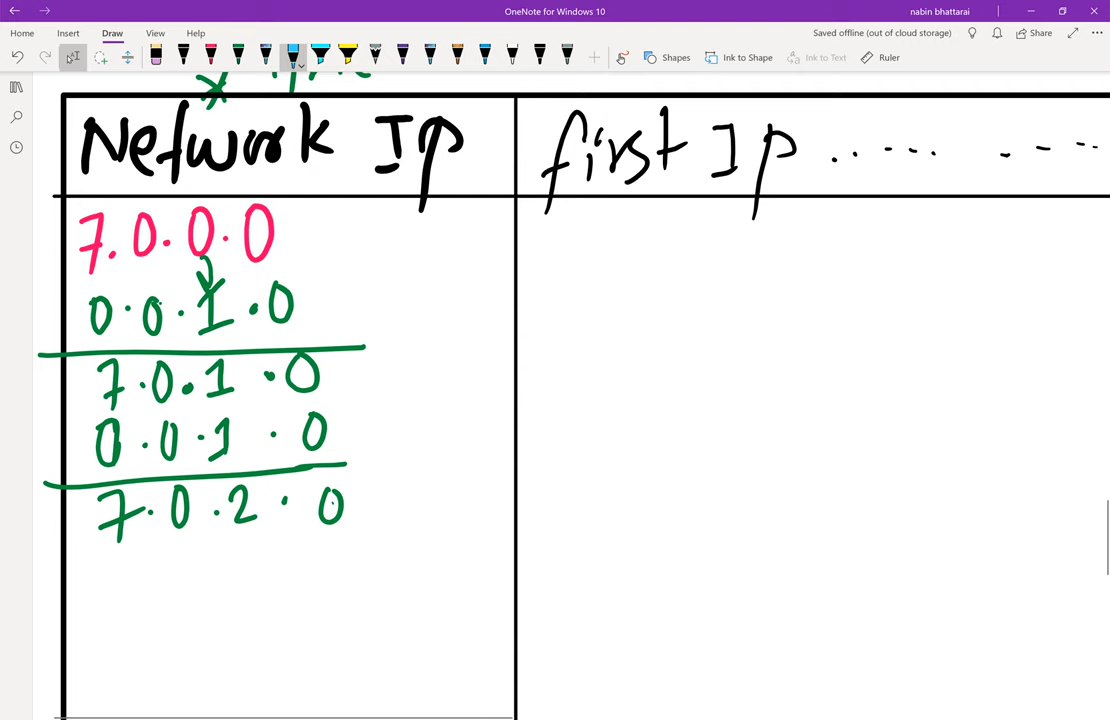 OneNote for Windows 10
nabin bhattarai
Home Insert Draw View Help
Saved offline (out of cloud storage)
Share
Shapes
Ink to Shape
Ink to Text
Ruler
Network Ip
first Ip ..... . - - --
7.0.0.0
0.0.1.0
7.0.1.0
0.0.1.0
7.0.2.0